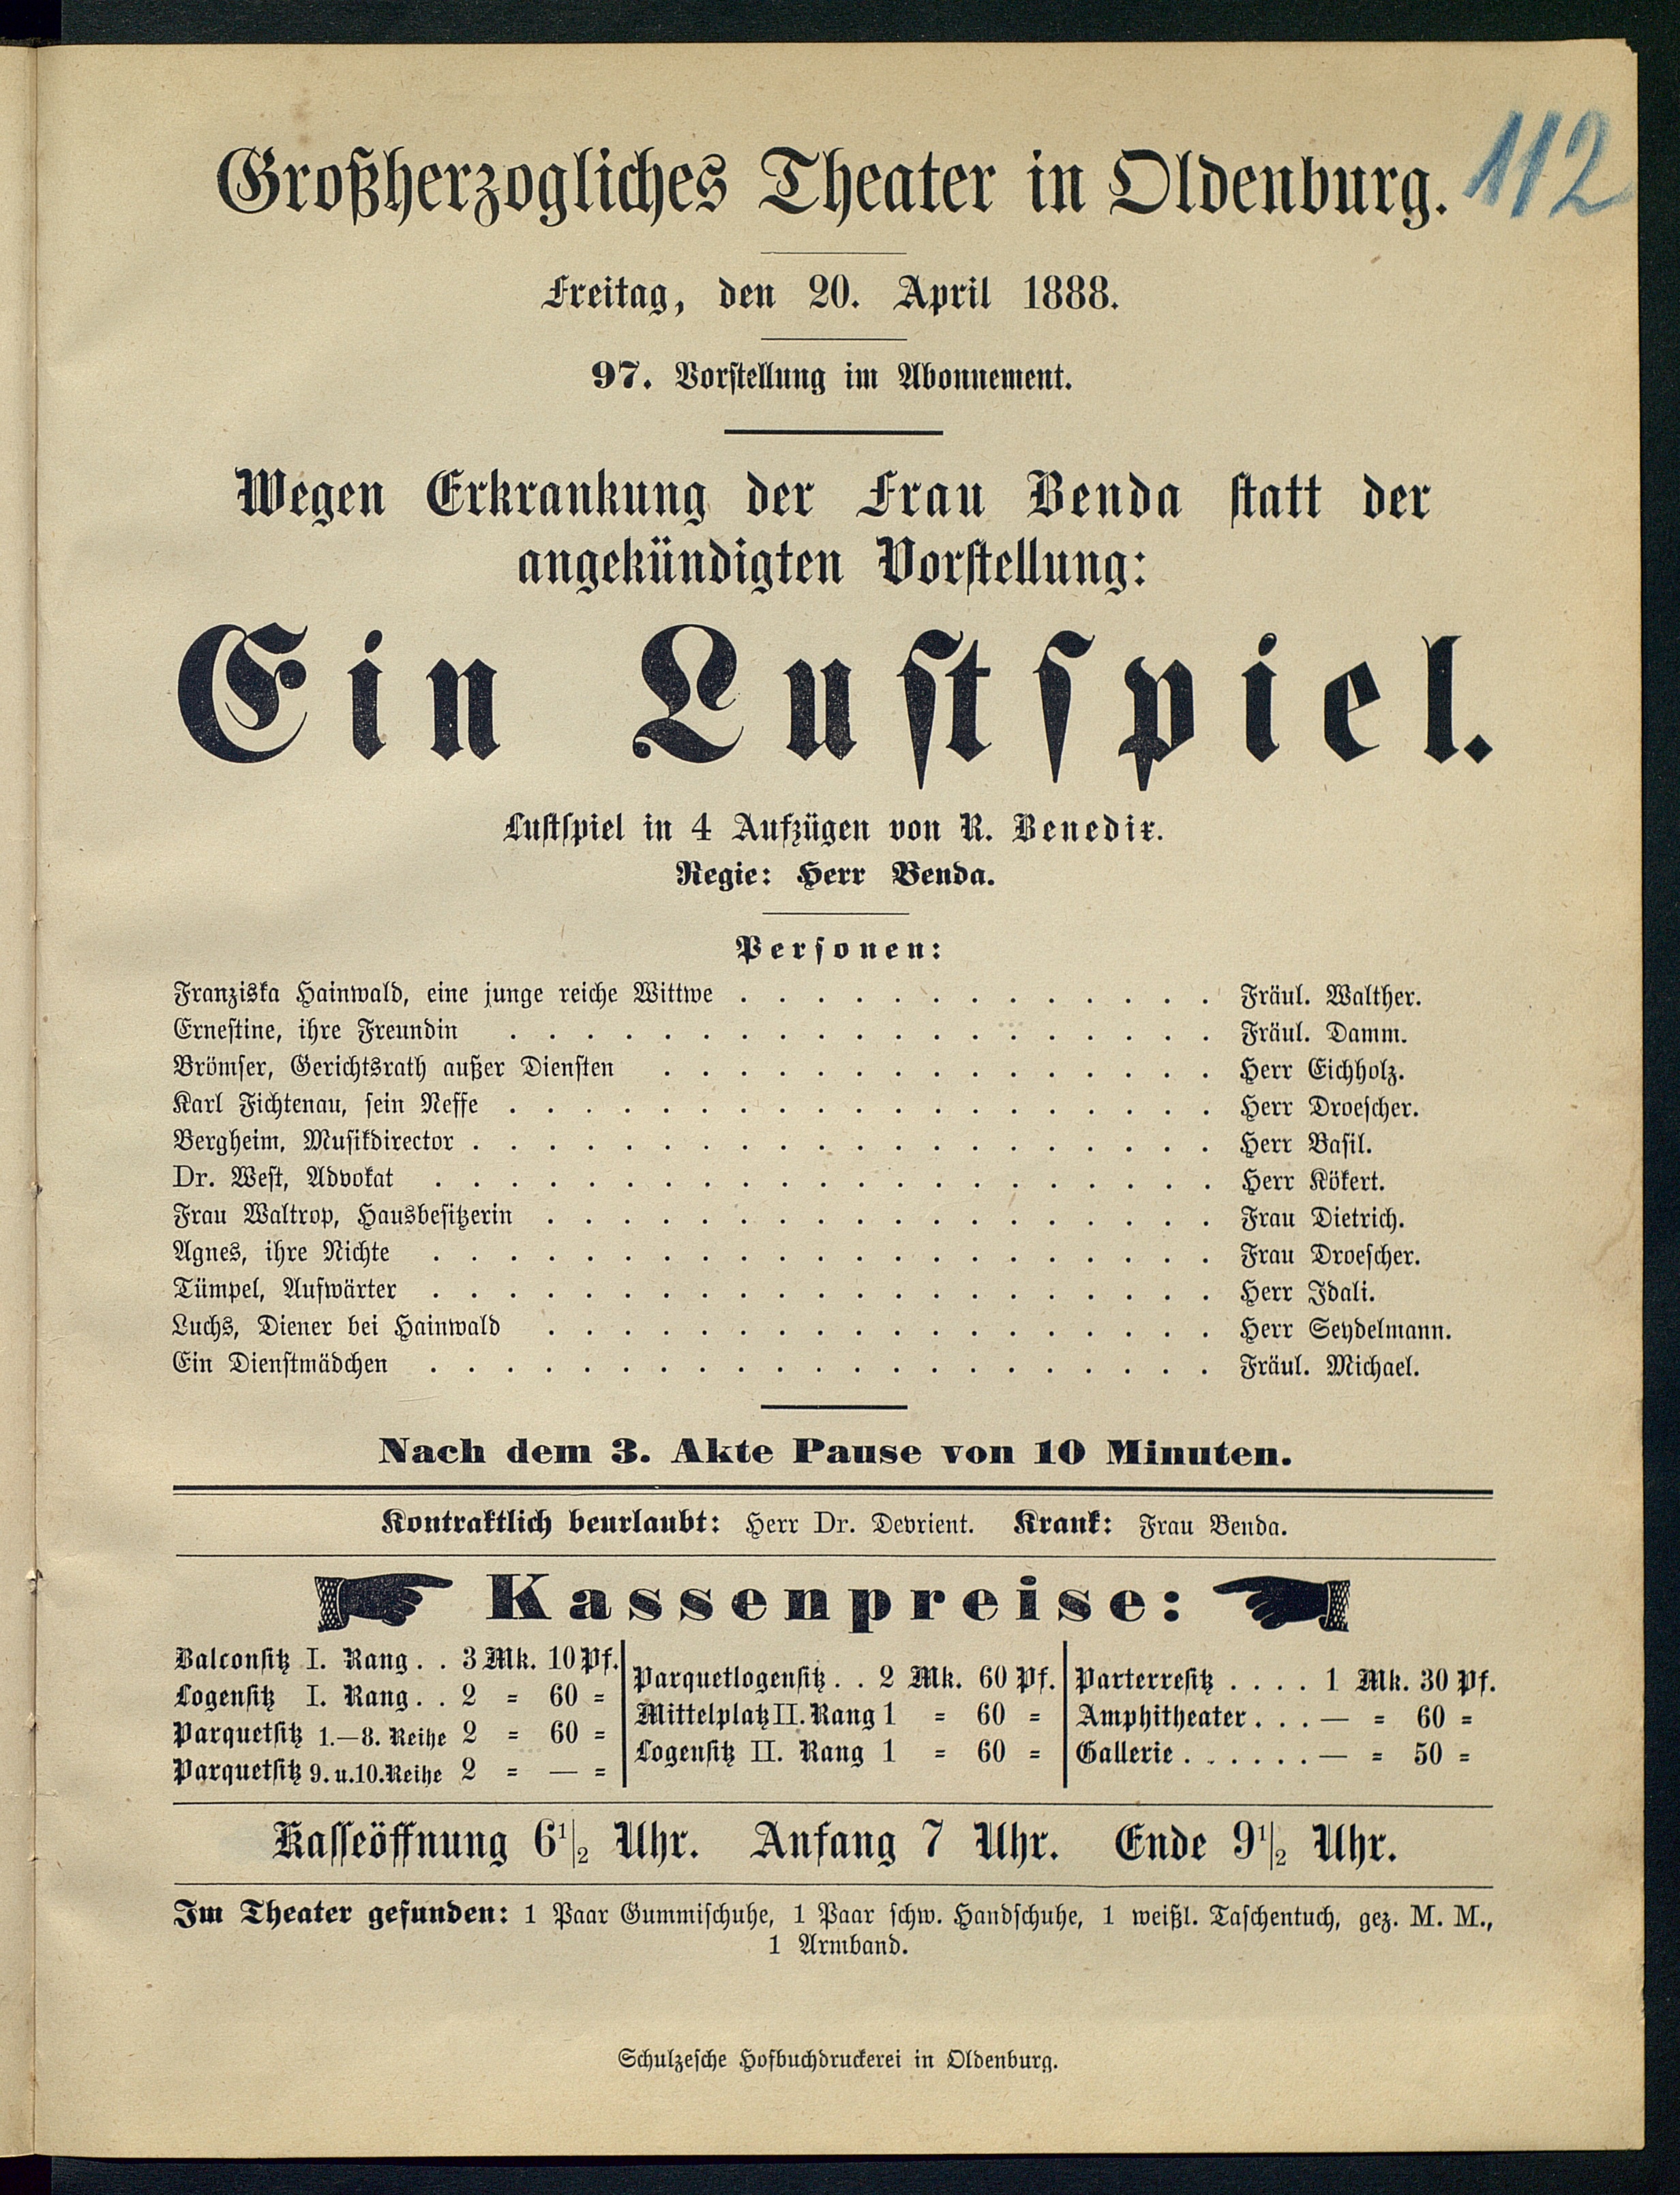 112
Großherzogliches Theater in Oldenburg.
Freitag, den 20. April 1888.
97. Vorstellung im Abonnement.
Wegen Erkrankung der Frau Benda statt der
angekündigten Vorstellung:
Ein Lustspiel.
Lustspiel in 4 Aufzügen von R. Benedix.
Regie: Herr Benda.
Personen:
Franziska Hainwald, eine junge reiche Wittwe . . . . . . . . . . . . . Fräul. Walther.
Ernestine, ihre Freundin . . . . . . . . . . . . . . . . . . . Fräul. Damm.
Brömser, Gerichtsrath außer Diensten . . . . . . . . . . . . . . . Herr Eichholz.
Karl Fichtenau, sein Neffe . . . . . . . . . . . . . . . . . . . Herr Droescher.
Bergheim, Musikdirector . . . . . . . . . . . . . . . . . . . . Herr Basil.
Dr. West, Advokat . . . . . . . . . . . . . . . . . . . . . Herr Kökert.
Frau Waltrop, Hausbesitzerin . . . . . . . . . . . . . . . . . . Frau Dietrich.
Agnes, ihre Nichte . . . . . . . . . . . . . . . . . . . . . Frau Droescher.
Tümpel, Aufwärter . . . . . . . . . . . . . . . . . . . . . Herr Idali.
Luchs, Diener bei Hainwald . . . . . . . . . . . . . . . . . . Herr Seydelmann.
Ein Dienstmädchen . . . . . . . . . . . . . . . . . . . . . Fräul. Michael.
Nach dem 3. Akte Pause von 10 Minuten.
Kontraktlich beurlaubt: Herr Dr. Devrient. Krank: Frau Benda.
Kassenpreise:
Balconsitz I. Rang . . 3 Mk. 10 Pf.
Logensitz I. Rang . . 2 = 60 =
Parquetsitz 1.—8. Reihe 2 = 60 =
Parquetsitz 9. u. 10. Reihe 2 = — =
Parquetlogensitz . . 2 Mk. 60 Pf.
Mittelplatz II. Rang 1 = 60 =
Logensitz II. Rang 1 = 60 =
Parterresitz . . . . 1 Mk. 30 Pf.
Amphitheater . . . — = 60 =
Gallerie . . . . . . — = 50 =
Kasseöffnung 6½ Uhr. Anfang 7 Uhr. Ende 9½ Uhr.
Im Theater gefunden: 1 Paar Gummischuhe, 1 Paar schw. Handschuhe, 1 weißl. Taschentuch, gez. M. M.,
1 Armband.
Schulzesche Hofbuchdruckerei in Oldenburg.